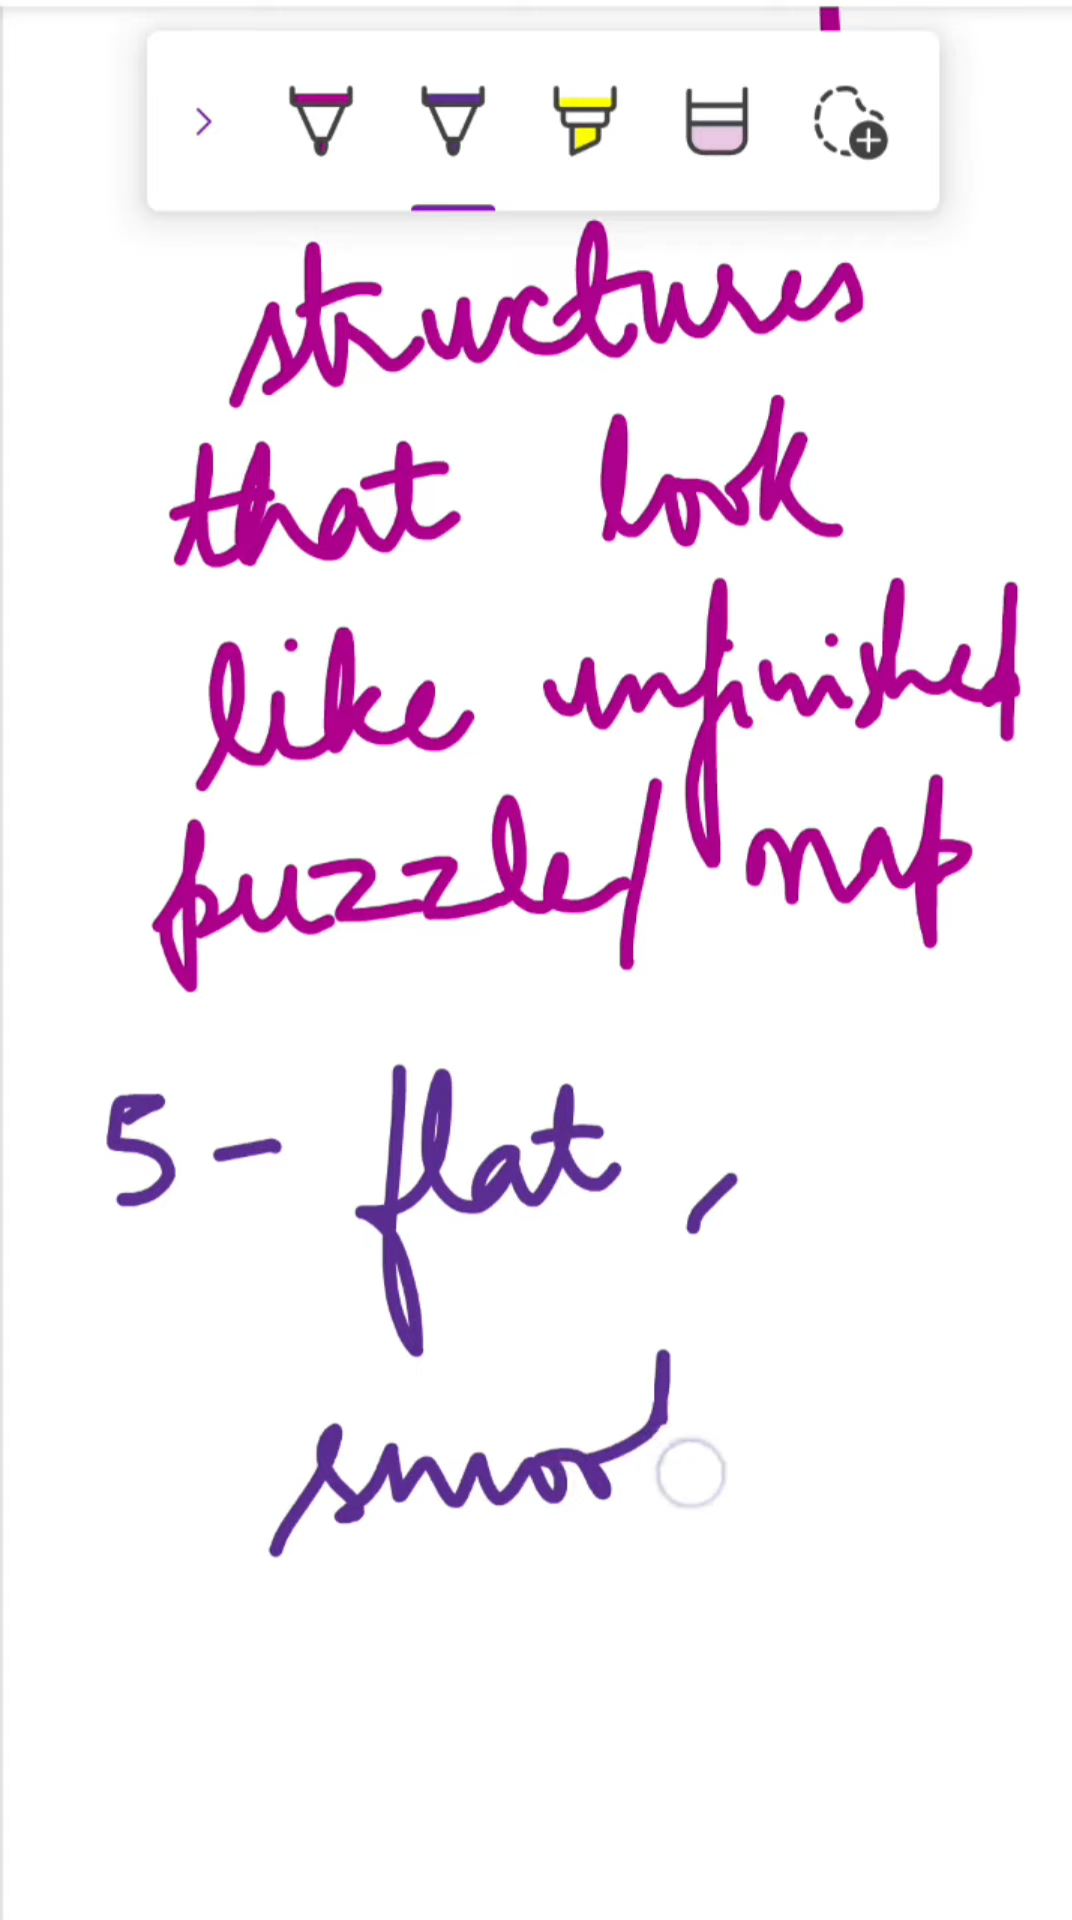 structures
that look
like unfinished
puzzle/ map
5- flat,
smoo